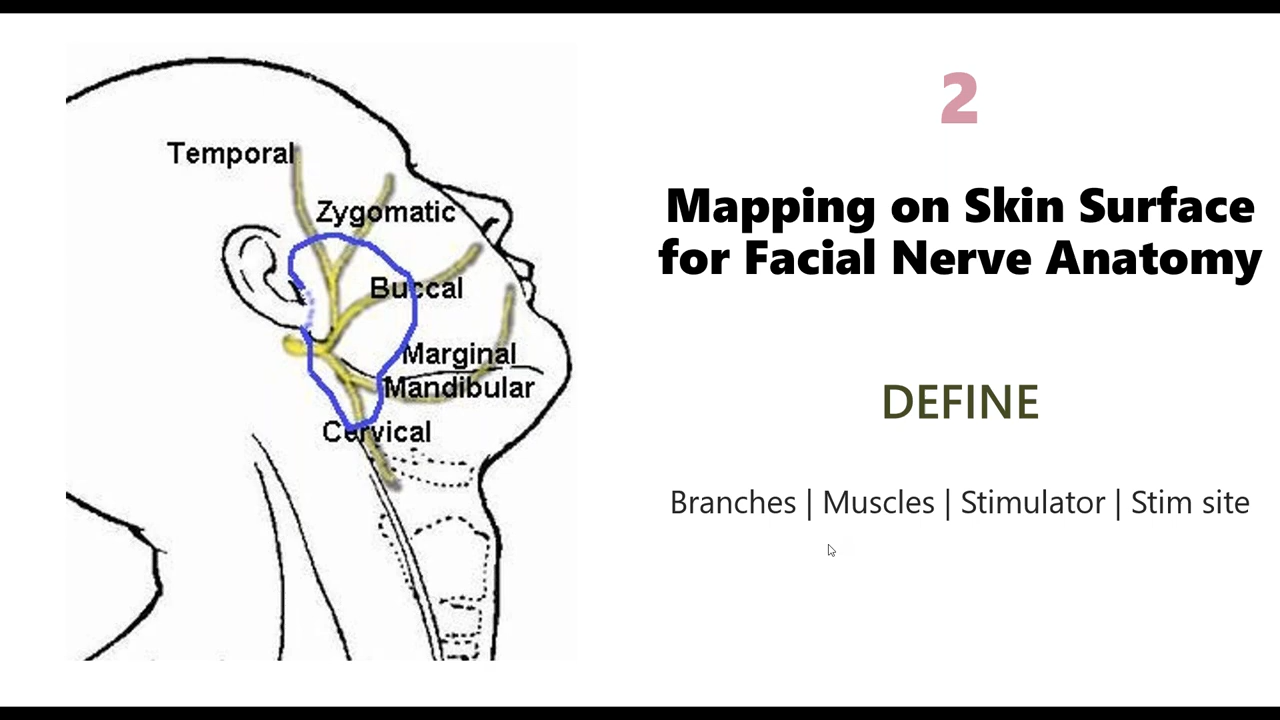 Temporal
Zygomatic
Buccal
Marginal
Mandibular
Cervical
2
Mapping on Skin Surface
for Facial Nerve Anatomy
DEFINE
Branches | Muscles | Stimulator | Stim site